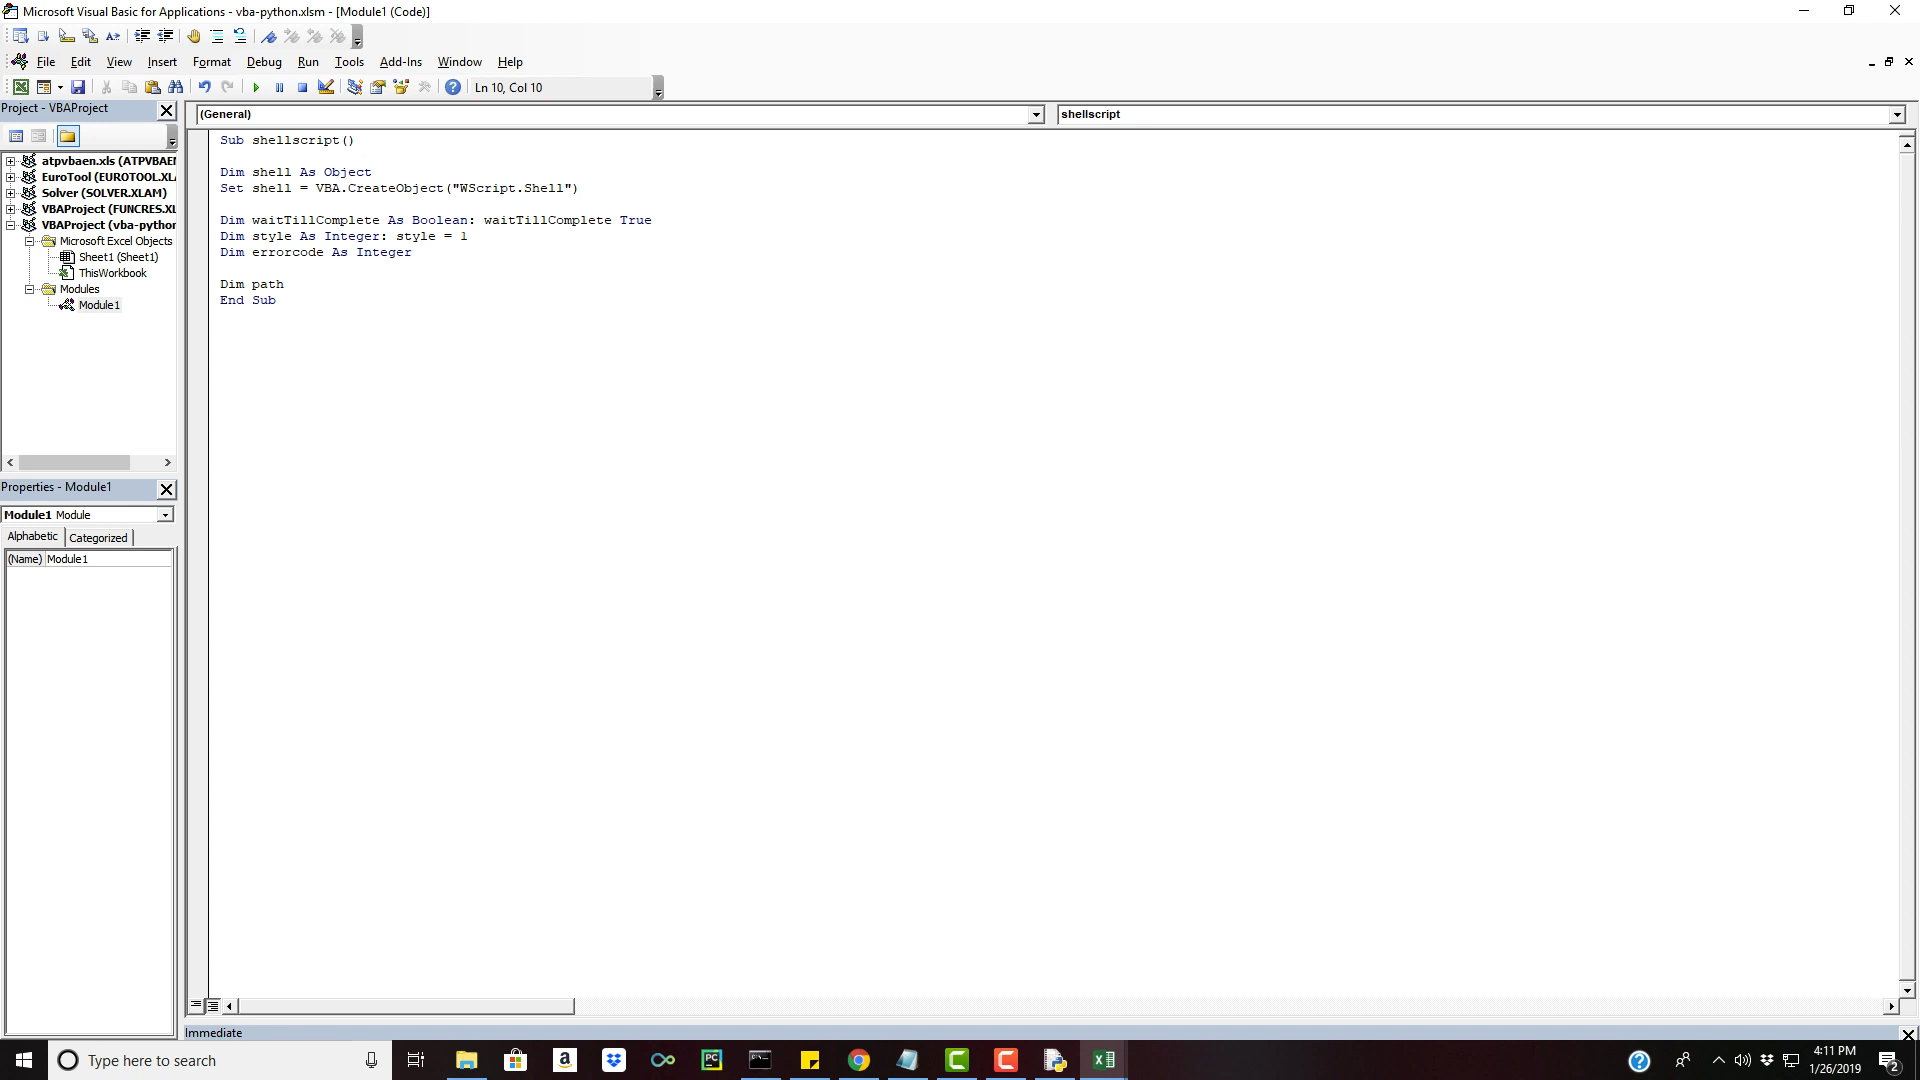 Microsoft Visual Basic for Applications - vba-python.xlsm - [Module1 (Code)]
File Edit View Insert Format Debug Run Tools Add-Ins Window Help
Ln 10, Col 10
Project - VBAProject
(General)
shellscript
atpvbaen.xls (ATPVBAEN
EuroTool (EUROTOOL.XLA
Solver (SOLVER.XLAM)
VBAProject (FUNCRES.XL
VBAProject (vba-python
Microsoft Excel Objects
Sheet1 (Sheet1)
ThisWorkbook
Modules
Module1
Sub shellscript()
Dim shell As Object
Set shell = VBA.CreateObject("WScript.Shell")
Dim waitTillComplete As Boolean: waitTillComplete True
Dim style As Integer: style = 1
Dim errorcode As Integer
Dim path
End Sub
Properties - Module1
Module1 Module
Alphabetic Categorized
(Name) Module1
Immediate
Type here to search
PC
4:11 PM
1/26/2019
2